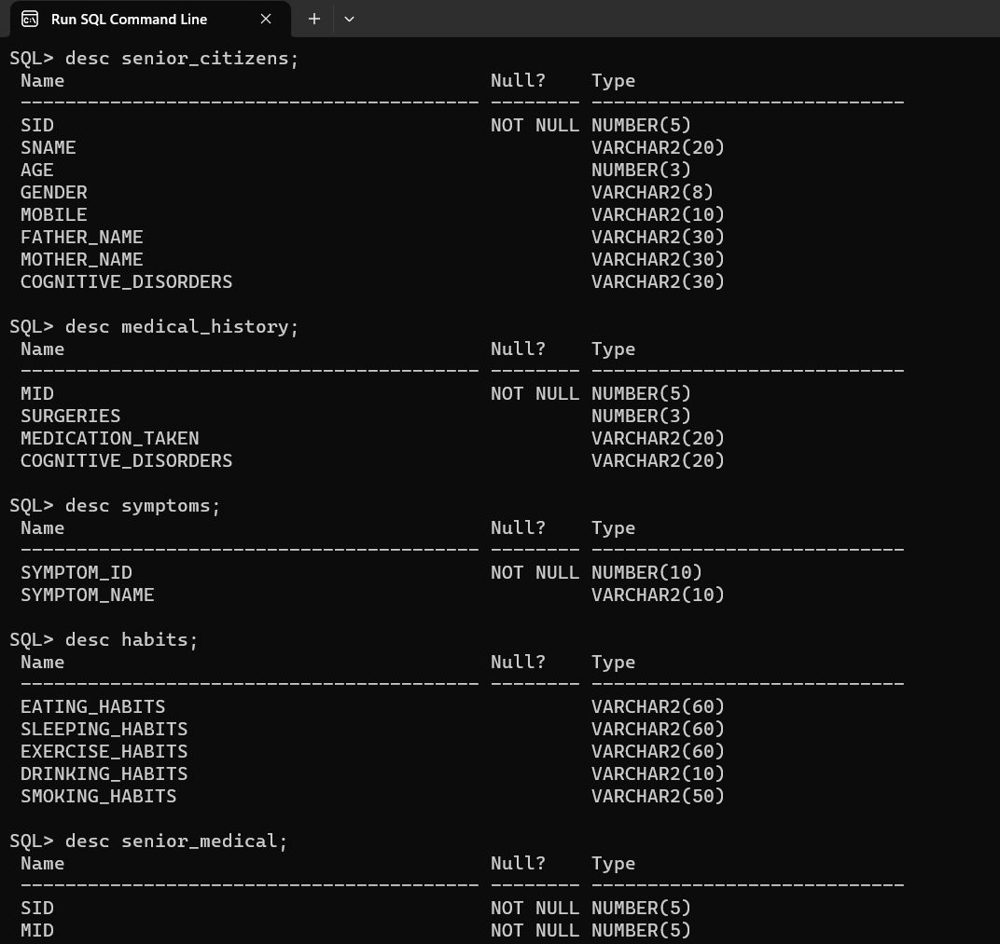 Run SQL Command Line
SQL> desc senior_citizens;
Name Null? Type
----------------------------------------- -------- ----------------------------
SID NOT NULL NUMBER(5)
SNAME VARCHAR2(20)
AGE NUMBER(3)
GENDER VARCHAR2(8)
MOBILE VARCHAR2(10)
FATHER_NAME VARCHAR2(30)
MOTHER_NAME VARCHAR2(30)
COGNITIVE_DISORDERS VARCHAR2(30)
SQL> desc medical_history;
Name Null? Type
----------------------------------------- -------- ----------------------------
MID NOT NULL NUMBER(5)
SURGERIES NUMBER(3)
MEDICATION_TAKEN VARCHAR2(20)
COGNITIVE_DISORDERS VARCHAR2(20)
SQL> desc symptoms;
Name Null? Type
----------------------------------------- -------- ----------------------------
SYMPTOM_ID NOT NULL NUMBER(10)
SYMPTOM_NAME VARCHAR2(10)
SQL> desc habits;
Name Null? Type
----------------------------------------- -------- ----------------------------
EATING_HABITS VARCHAR2(60)
SLEEPING_HABITS VARCHAR2(60)
EXERCISE_HABITS VARCHAR2(60)
DRINKING_HABITS VARCHAR2(10)
SMOKING_HABITS VARCHAR2(50)
SQL> desc senior_medical;
Name Null? Type
----------------------------------------- -------- ----------------------------
SID NOT NULL NUMBER(5)
MID NOT NULL NUMBER(5)